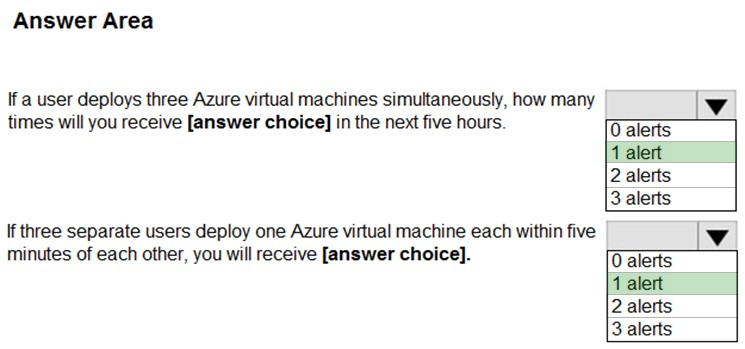 Answer Area
If a user deploys three Azure virtual machines simultaneously, how many
times will you receive [answer choice] in the next five hours.
0 alerts
1 alert
2 alerts
3 alerts
If three separate users deploy one Azure virtual machine each within five
minutes of each other, you will receive [answer choice].
0 alerts
1 alert
2 alerts
3 alerts